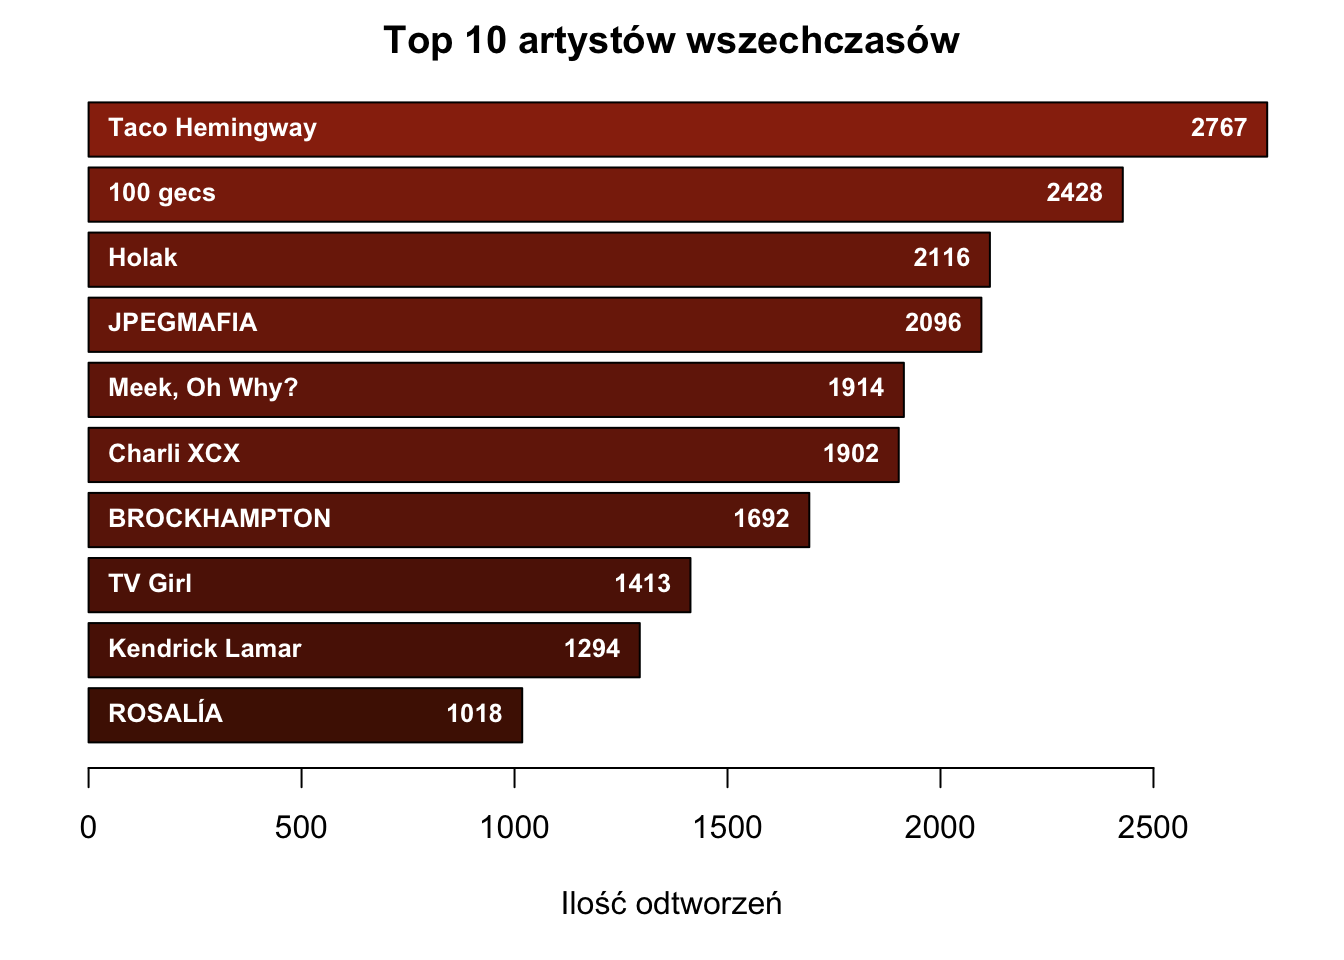 Top 10 artystów wszechczasów
Taco Hemingway 2767
100 gecs 2428
Holak 2116
JPEGMAFIA 2096
Meek, Oh Why? 1914
Charli XCX 1902
BROCKHAMPTON 1692
TV Girl 1413
Kendrick Lamar 1294
ROSALÍA 1018
0 500 1000 1500 2000 2500
Ilość odtworzeń